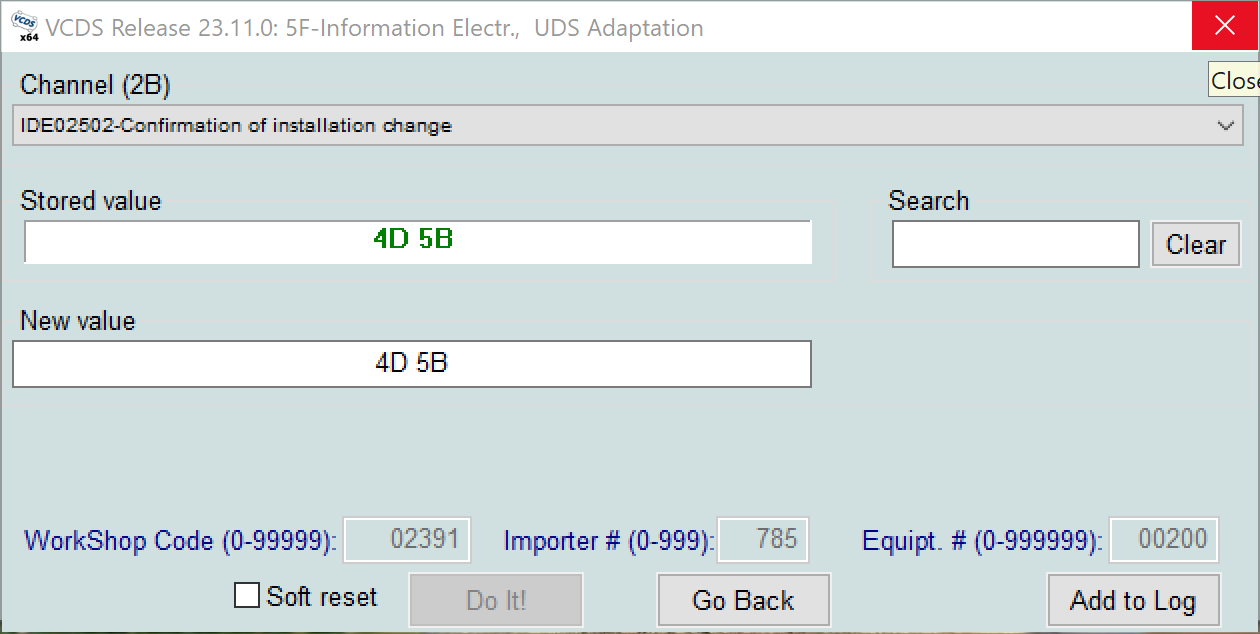 VCDS x64 VCDS Release 23.11.0: 5F-Information Electr.,  UDS Adaptation
Channel (2B)
Close
IDE02502-Confirmation of installation change
Stored value
Search
4D 5B
Clear
New value
4D 5B
WorkShop Code (0-99999): 02391 Importer # (0-999): 785 Equipt. # (0-999999): 00200
Soft reset Do It! Go Back Add to Log